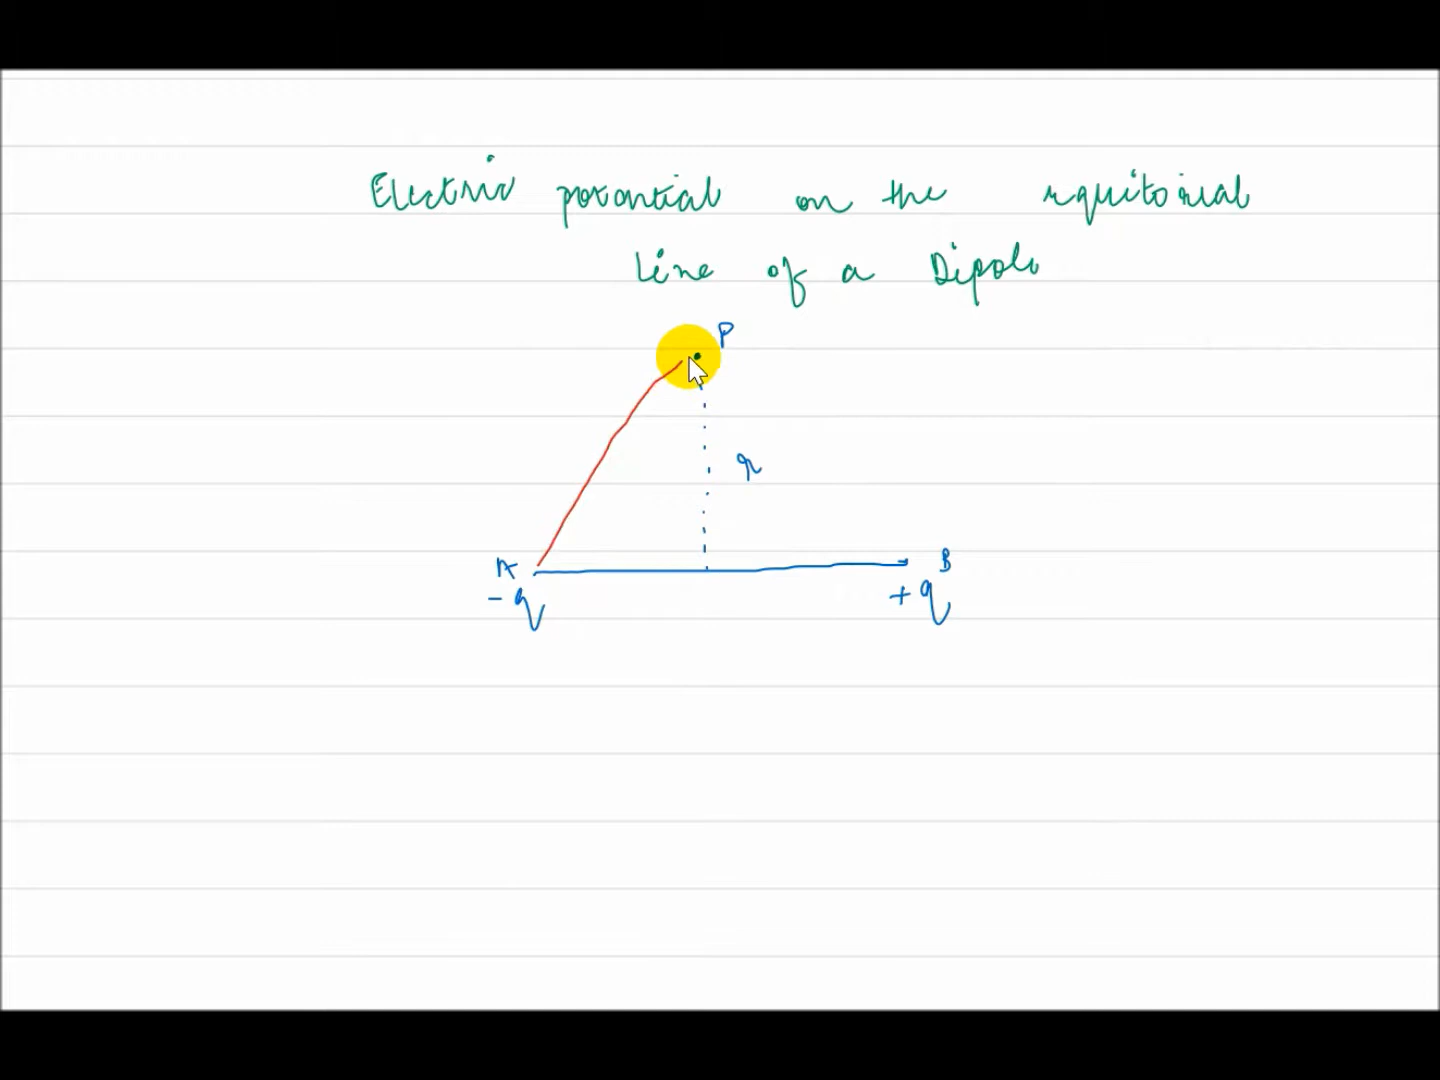 Electric potential on the equitorial
line of a Dipole
P
r
A
B
- q
+ q